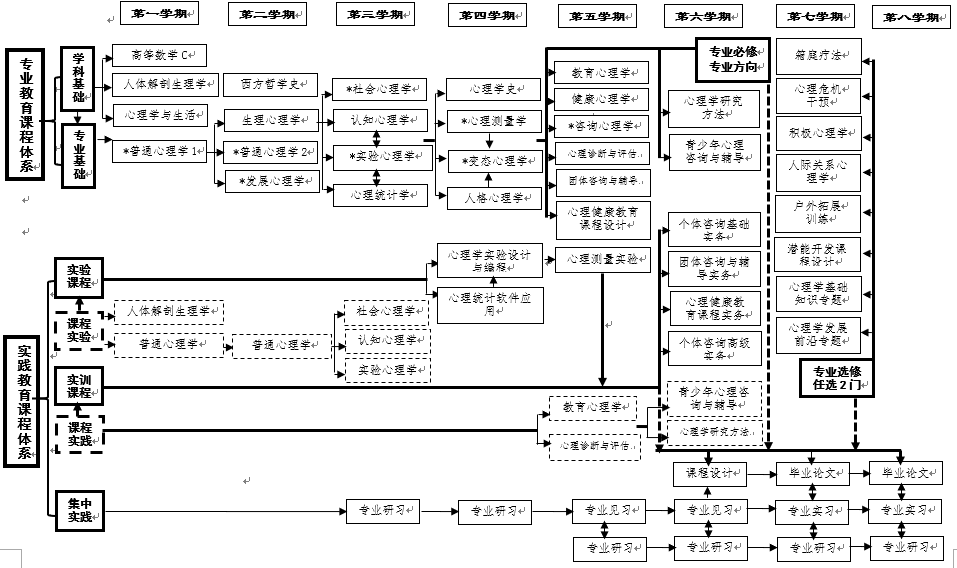 第一学期 第二学期 第三学期 第四学期 第五学期 第六学期 第七学期 第八学期
专业教育课程体系
学科基础
专业基础
高等数学C
人体解剖生理学
心理学与生活
*普通心理学1
西方哲学史
生理心理学
*普通心理学2
*发展心理学
*社会心理学
认知心理学
*实验心理学
心理统计学
心理学史
*心理测量学
*变态心理学
人格心理学
教育心理学
健康心理学
*咨询心理学
心理诊断与评估
团体咨询与辅导
心理健康教育
课程设计
专业必修
专业方向
心理学研究
方法
青少年心理
咨询与辅导
箱庭疗法
心理危机
干预
积极心理学
人际关系心
理学
户外拓展
训练
潜能开发课
程设计
心理学基础
知识专题
心理学发展
前沿专题
专业选修
任选2门
实践教育课程体系
实验
课程
课程
实验
实训
课程
课程
实践
集中
实践
人体解剖生理学
普通心理学
普通心理学
社会心理学
认知心理学
实验心理学
心理学实验设计
与编程
心理统计软件应
用
心理测量实验
个体咨询基础
实务
团体咨询与辅
导实务
心理健康教
育课程实务
个体咨询高级
实务
教育心理学
心理诊断与评估
青少年心理咨
询与辅导
心理学研究方法
课程设计
毕业论文
毕业论文
专业研习
专业研习
专业见习
专业见习
专业实习
专业实习
专业研习
专业研习
专业研习
专业研习